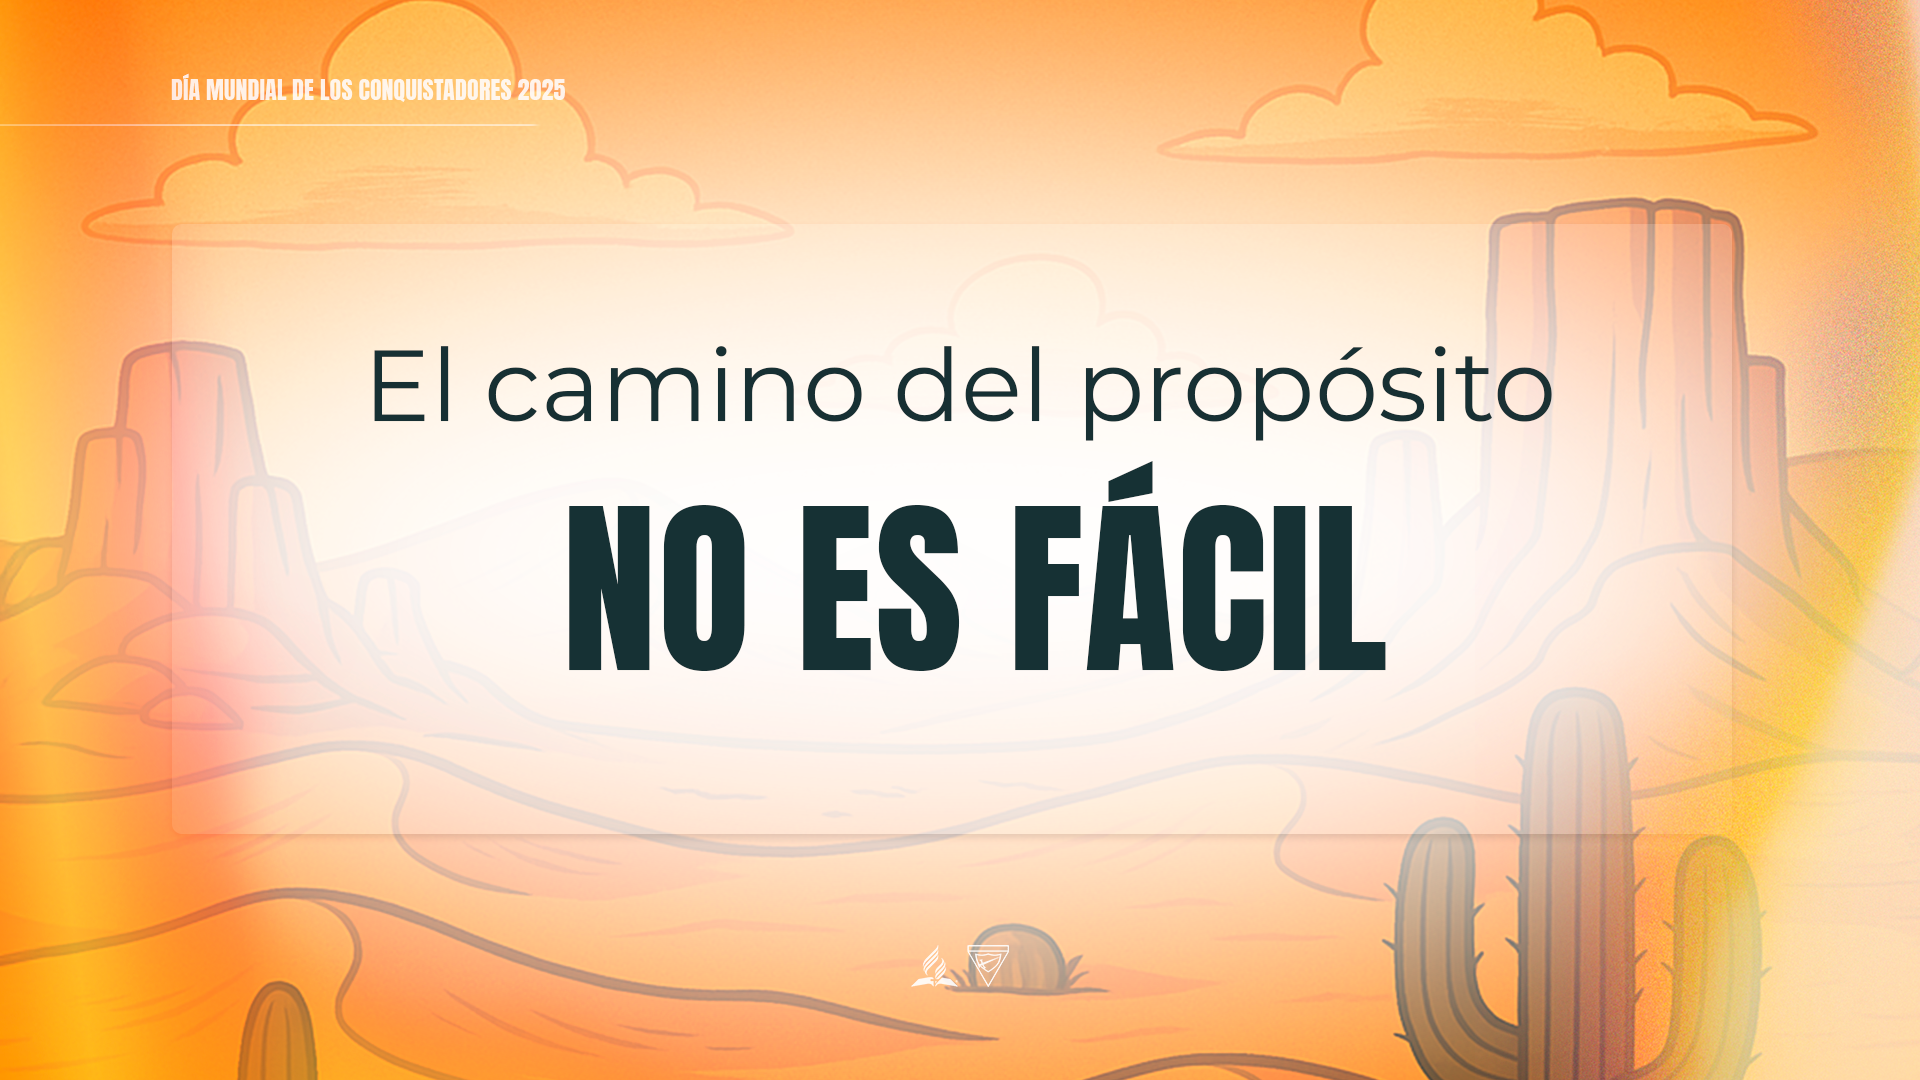 DÍA MUNDIAL DE LOS CONQUISTADORES 2025
El camino del propósito
NO ES FÁCIL